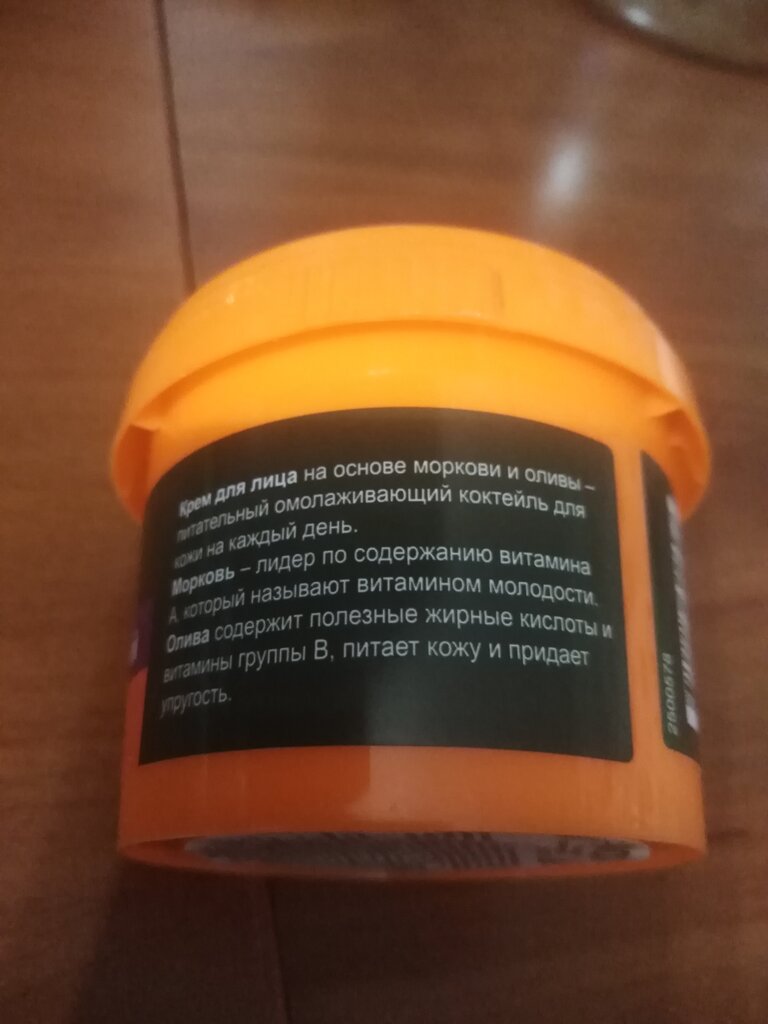 Крем для лица на основе моркови и оливы –
питательный омолаживающий коктейль для
кожи на каждый день.
Морковь – лидер по содержанию витамина
А, который называют витамином молодости.
Олива содержит полезные жирные кислоты и
витамины группы В, питает кожу и придает
упругость.
2500578